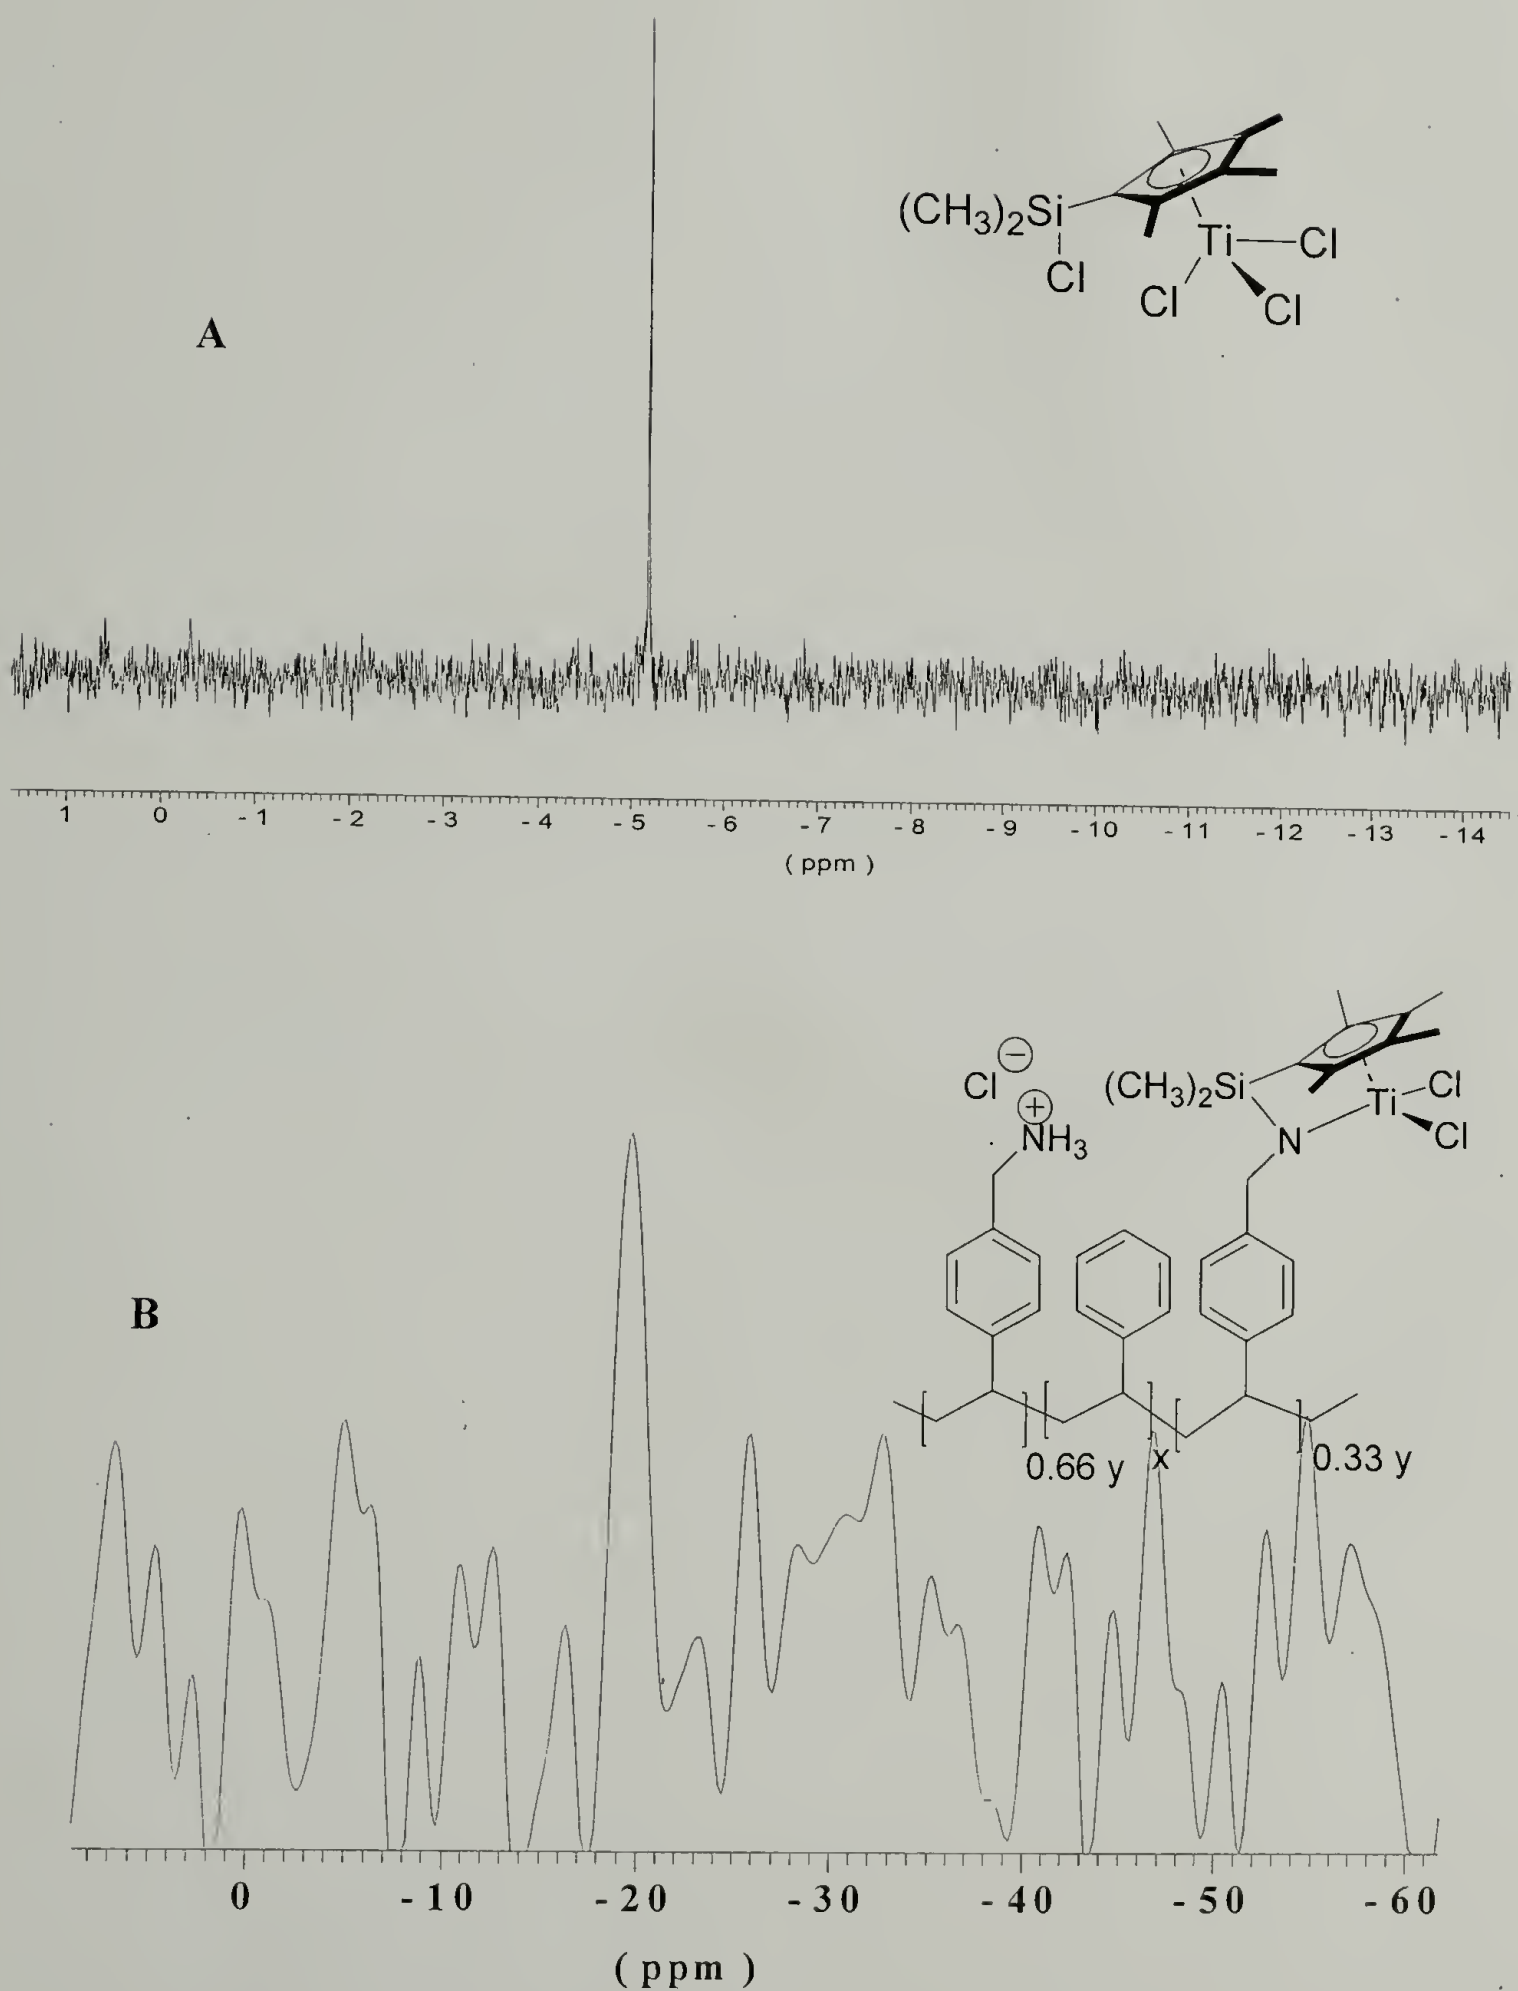 (CH3)2Si
Cl
Ti
Cl
Cl
Cl
A
1 0 -1 -2 -3 -4 -5 -6 -7 -8 -9 -10 -11 -12 -13 -14
(ppm)
Cl −
+
NH3
(CH3)2Si
N
Ti
Cl
Cl
B
0.66 y
x
0.33 y
0 -10 -20 -30 -40 -50 -60
(ppm)